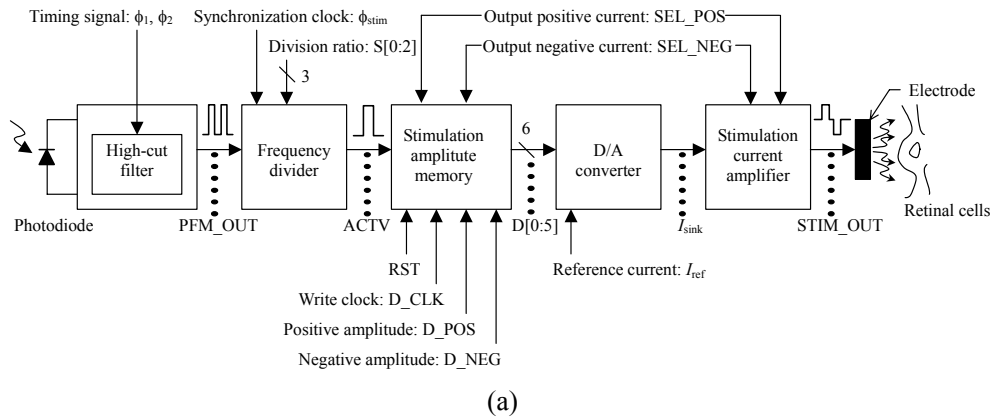 Timing signal: ϕ₁, ϕ₂
Synchronization clock: ϕstim
Output positive current: SEL_POS
Division ratio: S[0:2]
Output negative current: SEL_NEG
3
Electrode
High-cut
filter
Frequency
divider
Stimulation
amplitute
memory
6
D/A
converter
Stimulation
current
amplifier
Photodiode
PFM_OUT
ACTV
D[0:5]
Isink
STIM_OUT
Retinal cells
RST
Reference current: Iref
Write clock: D_CLK
Positive amplitude: D_POS
Negative amplitude: D_NEG
(a)